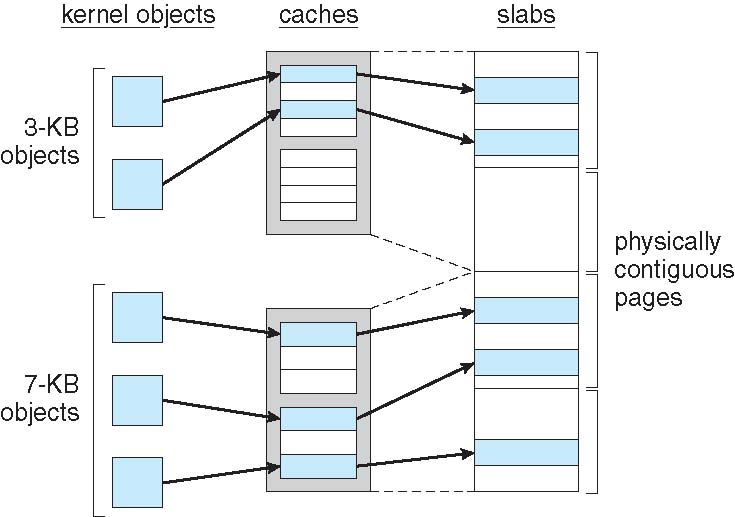 kernel objects
caches
slabs
3-KB
objects
physically
contiguous
pages
7-KB
objects